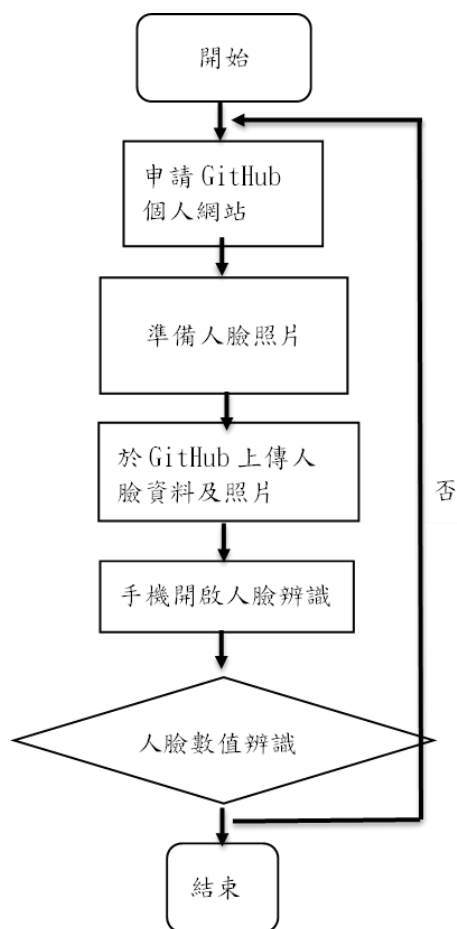 開始
申請 GitHub
個人網站
準備人臉照片
於 GitHub 上傳人
臉資料及照片
否
手機開啟人臉辨識
人臉數值辨識
結束